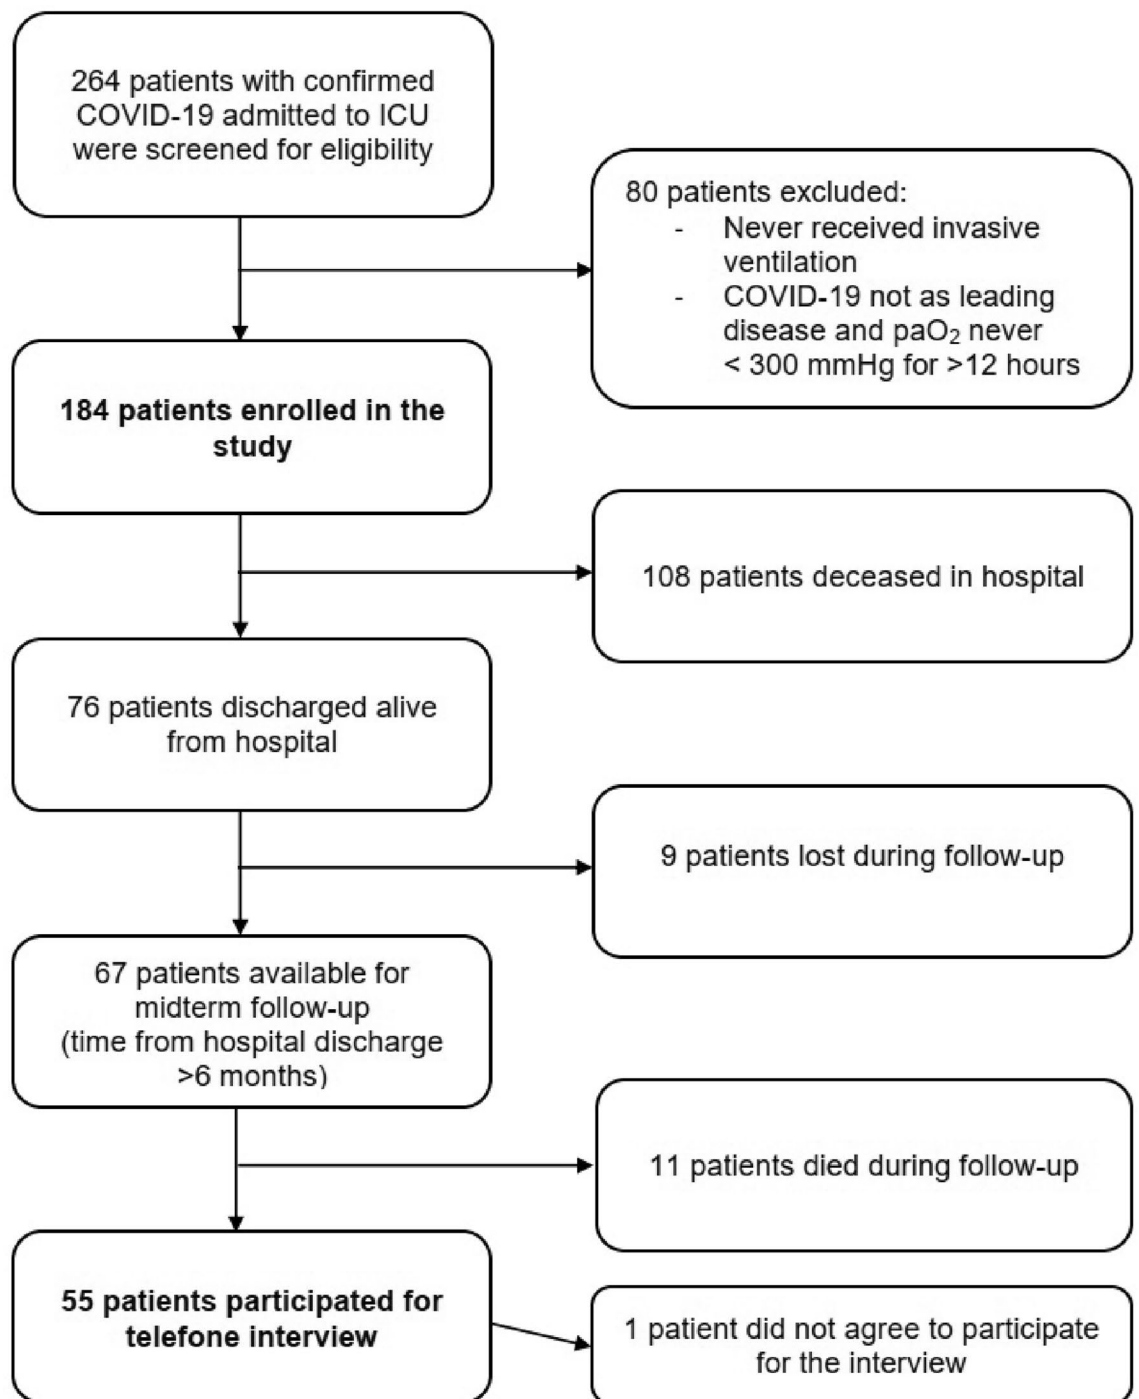 264 patients with confirmed
COVID-19 admitted to ICU
were screened for eligibility
80 patients excluded:
- Never received invasive
ventilation
- COVID-19 not as leading
disease and paO₂ never
< 300 mmHg for >12 hours
184 patients enrolled in the
study
108 patients deceased in hospital
76 patients discharged alive
from hospital
9 patients lost during follow-up
67 patients available for
midterm follow-up
(time from hospital discharge
>6 months)
11 patients died during follow-up
55 patients participated for
telefone interview
1 patient did not agree to participate
for the interview